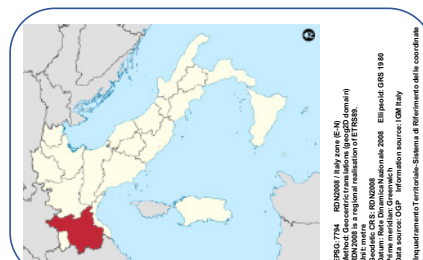 EPSG:7794 RDN2008 / Italy zone (E-N)
Method: Geocentric translations (geog2D domain)
RDN2008 is a regional realisation of ETRS89.
Unit: metre
Geodetic CRS: RDN2008
Datum: Rete Dinamica Nazionale 2008 Ellipsoid: GRS 1980
Prime meridian: Greenwich
Data source: OGP Information source: IGM Italy
Inquadramento Territoriale-Sistema di Riferimento delle coordinate